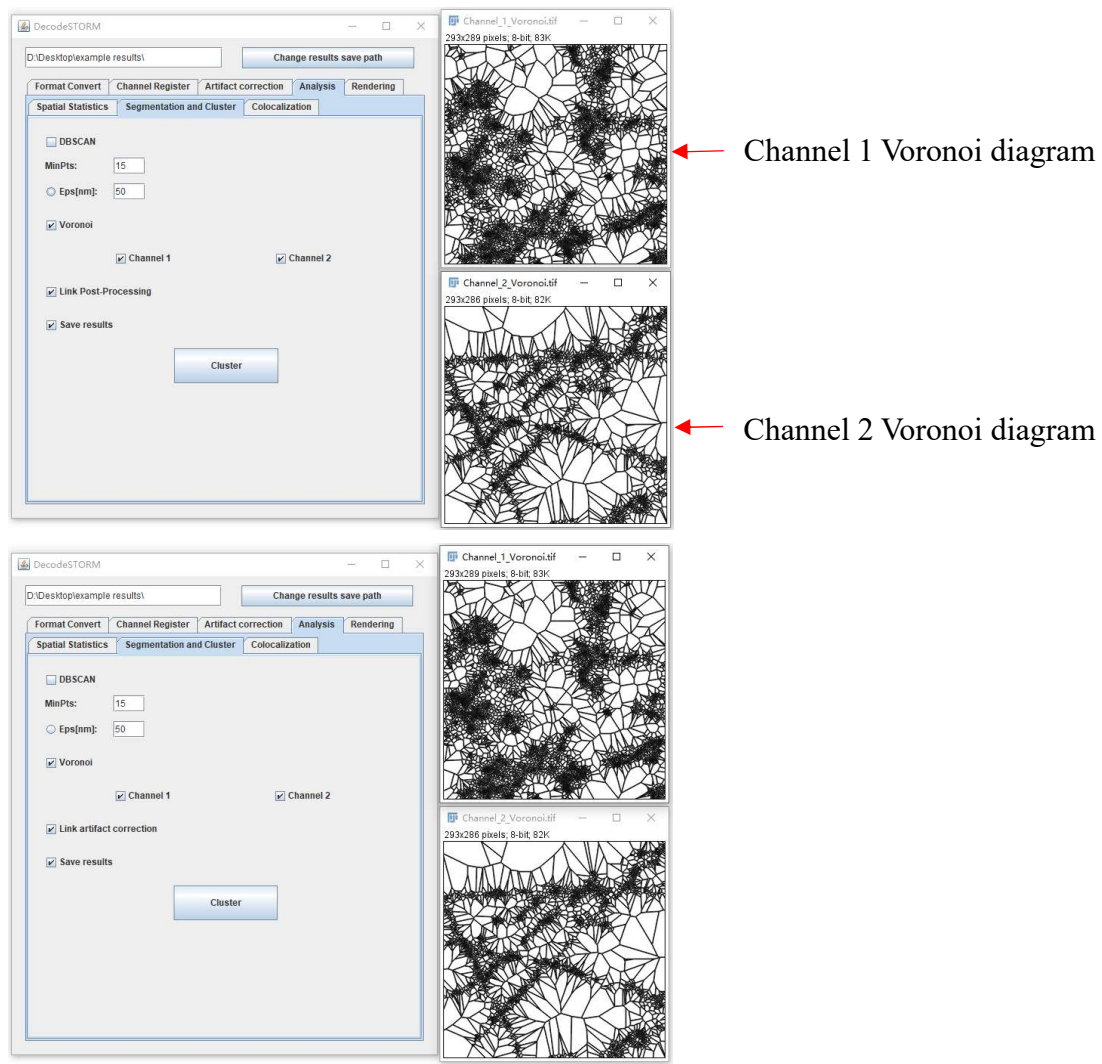 DecodeSTORM
D:\Desktop\example results\ Change results save path
Format Convert Channel Register Artifact correction Analysis Rendering
Spatial Statistics Segmentation and Cluster Colocalization
DBSCAN
MinPts: 15
Eps[nm]: 50
Voronoi
Channel 1 Channel 2
Link Post-Processing
Save results
Cluster
Channel_1_Voronoi.tif
293x289 pixels; 8-bit; 83K
Channel 1 Voronoi diagram
Channel_2_Voronoi.tif
293x286 pixels; 8-bit; 82K
Channel 2 Voronoi diagram
DecodeSTORM
D:\Desktop\example results\ Change results save path
Format Convert Channel Register Artifact correction Analysis Rendering
Spatial Statistics Segmentation and Cluster Colocalization
DBSCAN
MinPts: 15
Eps[nm]: 50
Voronoi
Channel 1 Channel 2
Link artifact correction
Save results
Cluster
Channel_1_Voronoi.tif
293x289 pixels; 8-bit; 83K
Channel_2_Voronoi.tif
293x286 pixels; 8-bit; 82K